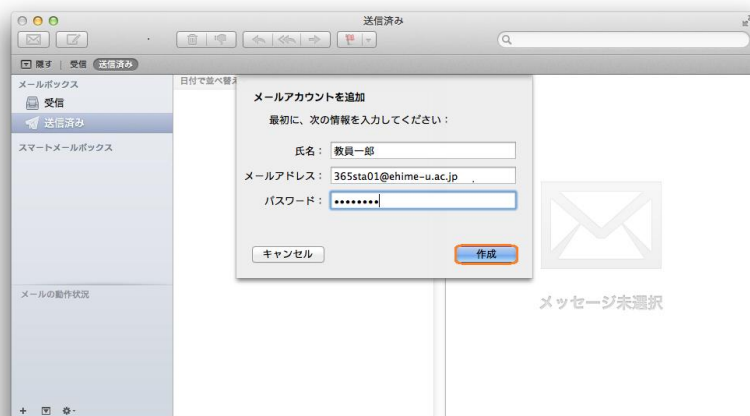 送信済み
隠す 受信 送信済み
メールボックス
受信
送信済み
スマートメールボックス
メールの動作状況
日付で並べ替え
メールアカウントを追加
最初に、次の情報を入力してください：
氏名： 教員一郎
メールアドレス： 365sta01@ehime-u.ac.jp
パスワード： ••••••••
キャンセル 作成
メッセージ未選択